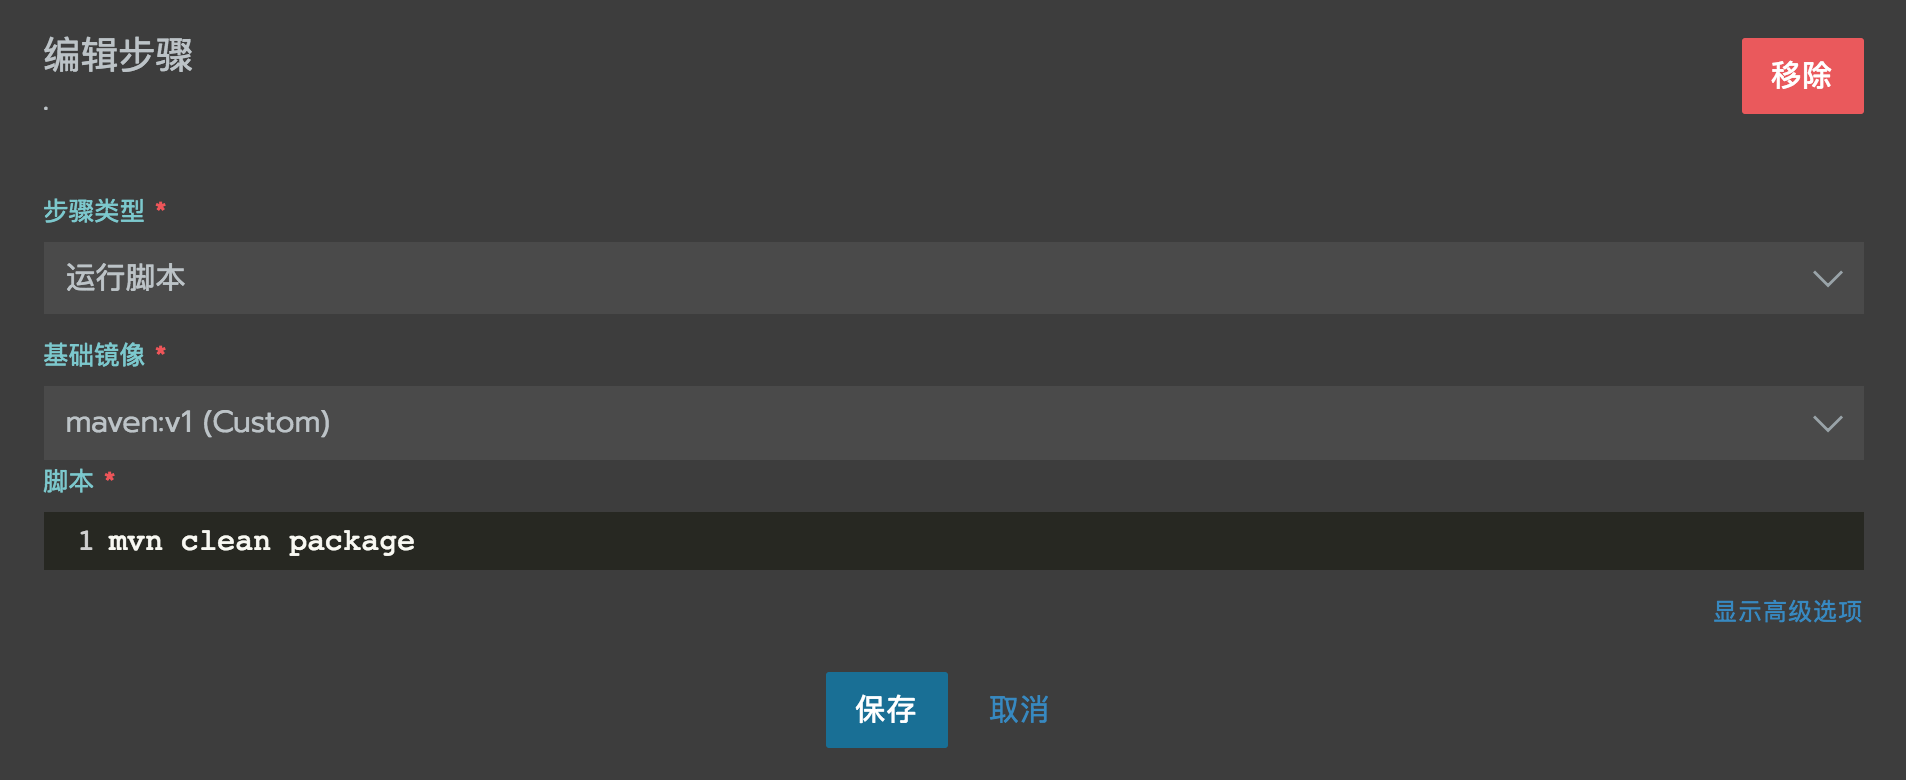 编辑步骤
移除
.
步骤类型 *
运行脚本
基础镜像 *
maven:v1 (Custom)
脚本 *
1 mvn clean package
显示高级选项
保存 取消